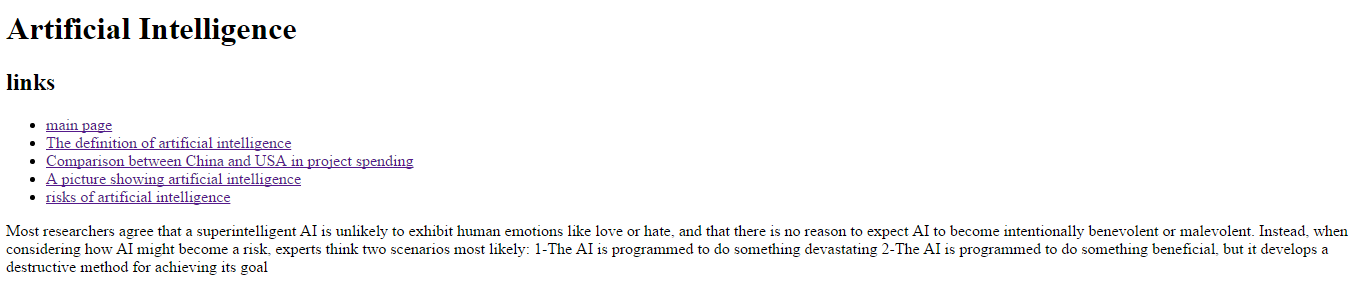 Artificial Intelligence
links
main page
The definition of artificial intelligence
Comparison between China and USA in project spending
A picture showing artificial intelligence
risks of artificial intelligence
Most researchers agree that a superintelligent AI is unlikely to exhibit human emotions like love or hate, and that there is no reason to expect AI to become intentionally benevolent or malevolent. Instead, when
considering how AI might become a risk, experts think two scenarios most likely: 1-The AI is programmed to do something devastating 2-The AI is programmed to do something beneficial, but it develops a
destructive method for achieving its goal